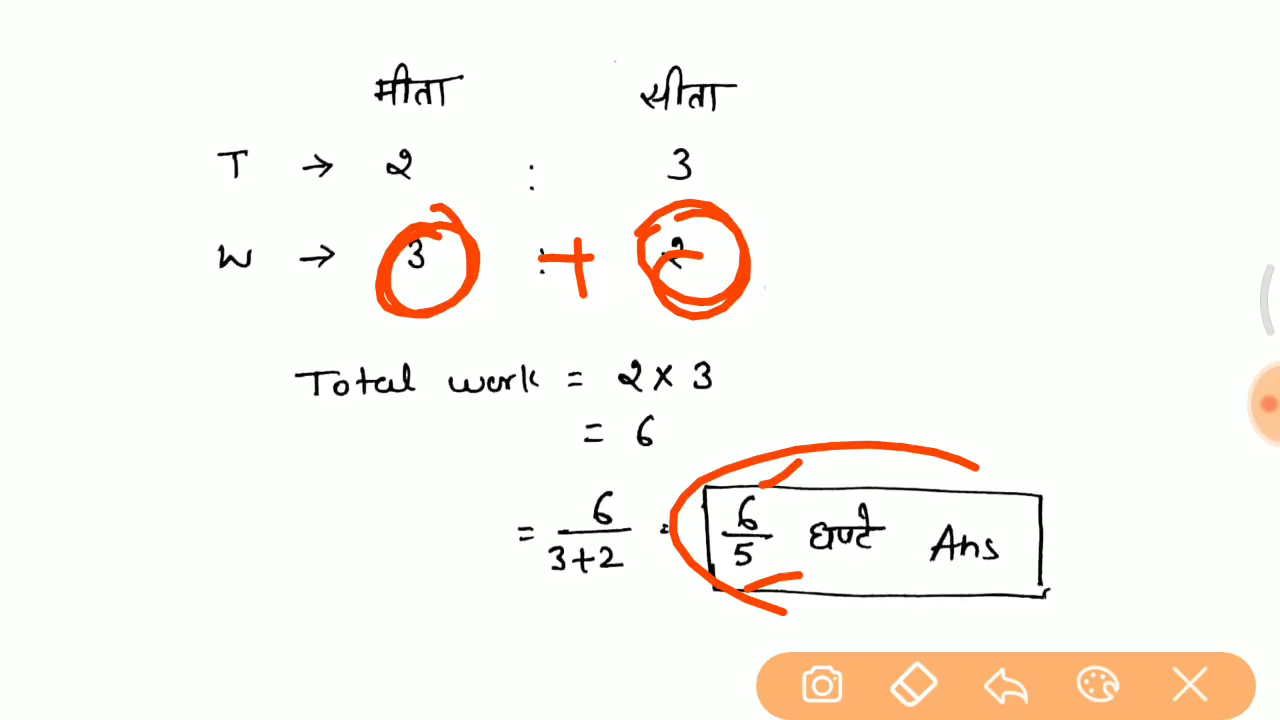 मीता सीता
T → 2 : 3
W → 3 : + 2
Total work = 2 × 3
= 6
= 6/(3+2) = 6/5 घण्टे Ans